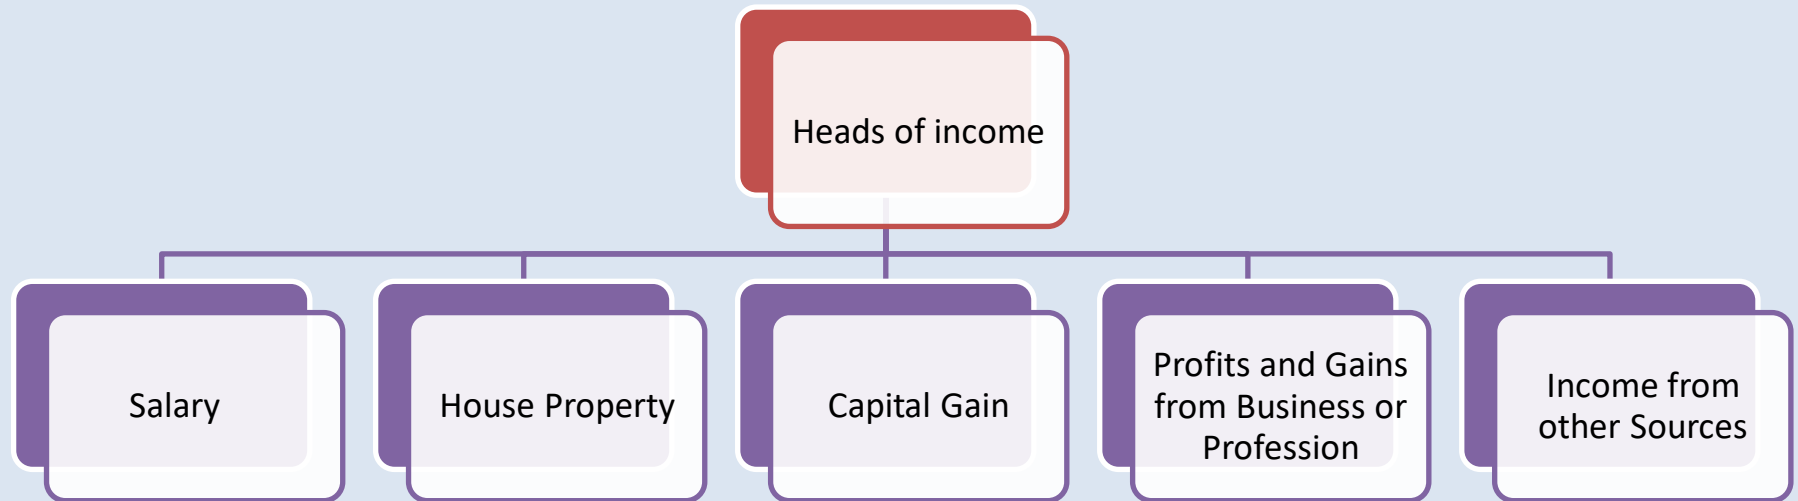 Heads of income
Salary
House Property
Capital Gain
Profits and Gains
from Business or
Profession
Income from
other Sources